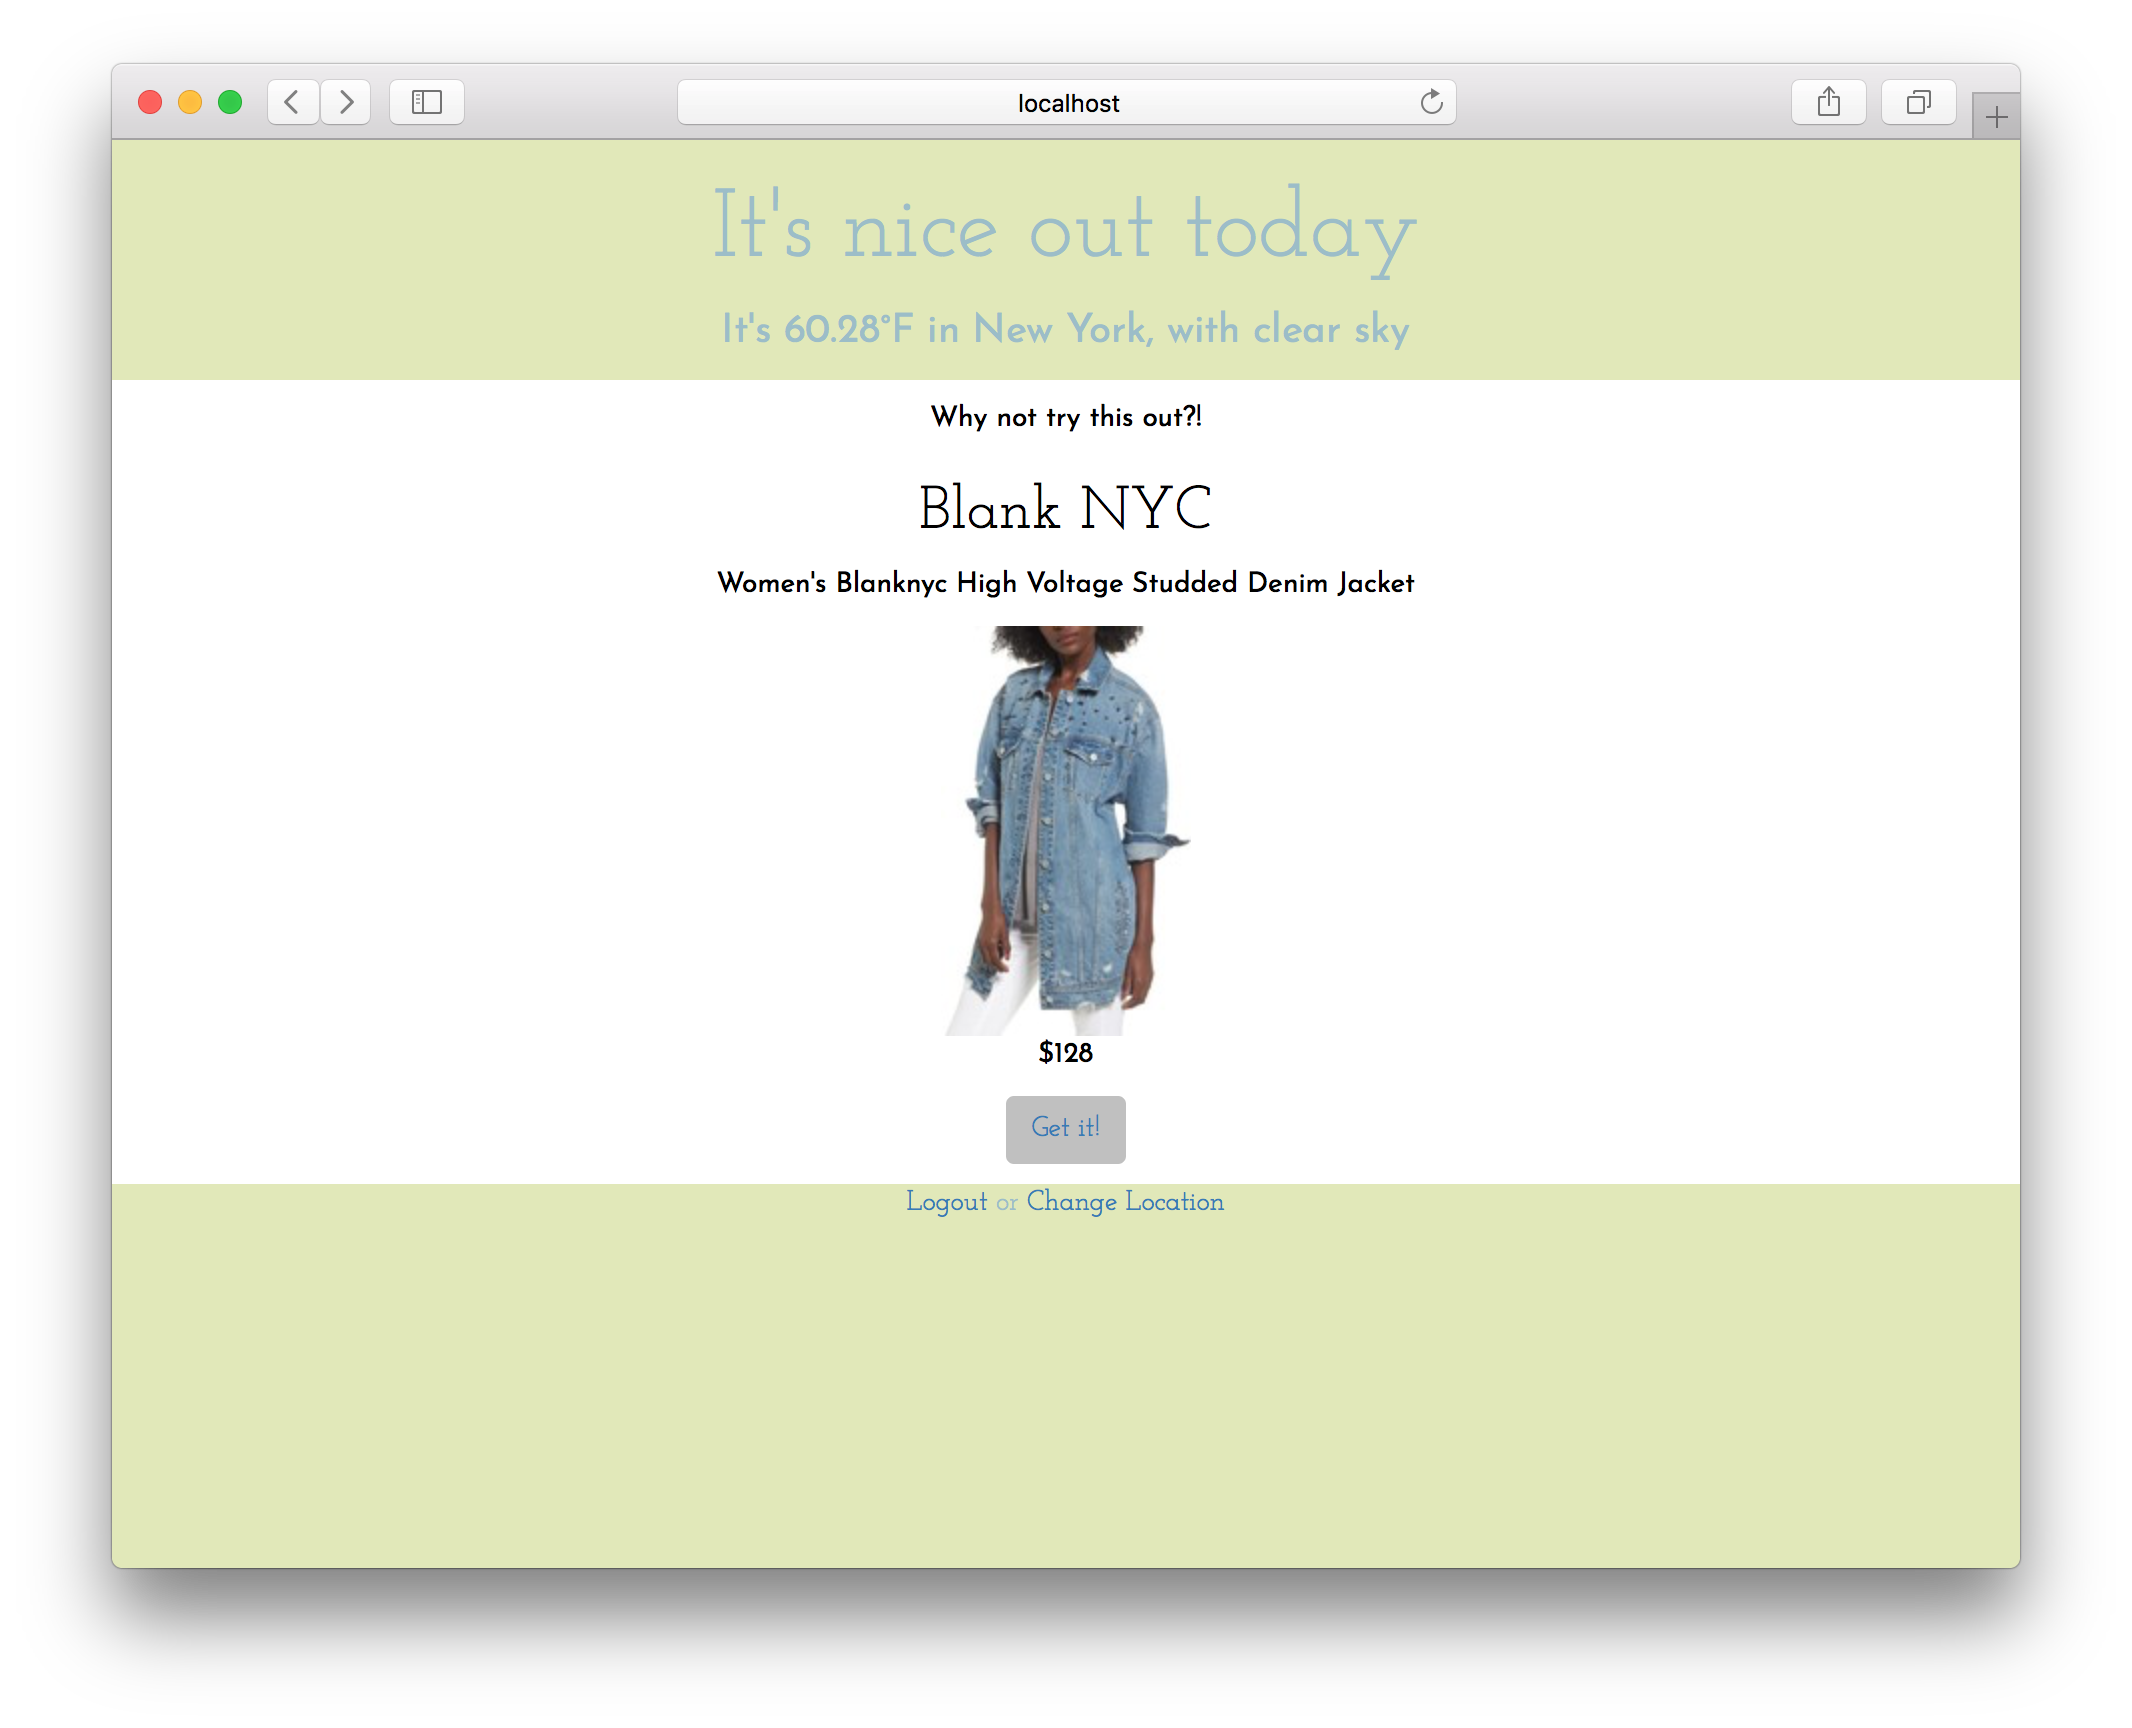 localhost
It's nice out today
It's 60.28°F in New York, with clear sky
Why not try this out?!
Blank NYC
Women's Blanknyc High Voltage Studded Denim Jacket
$128
Get it!
Logout or Change Location